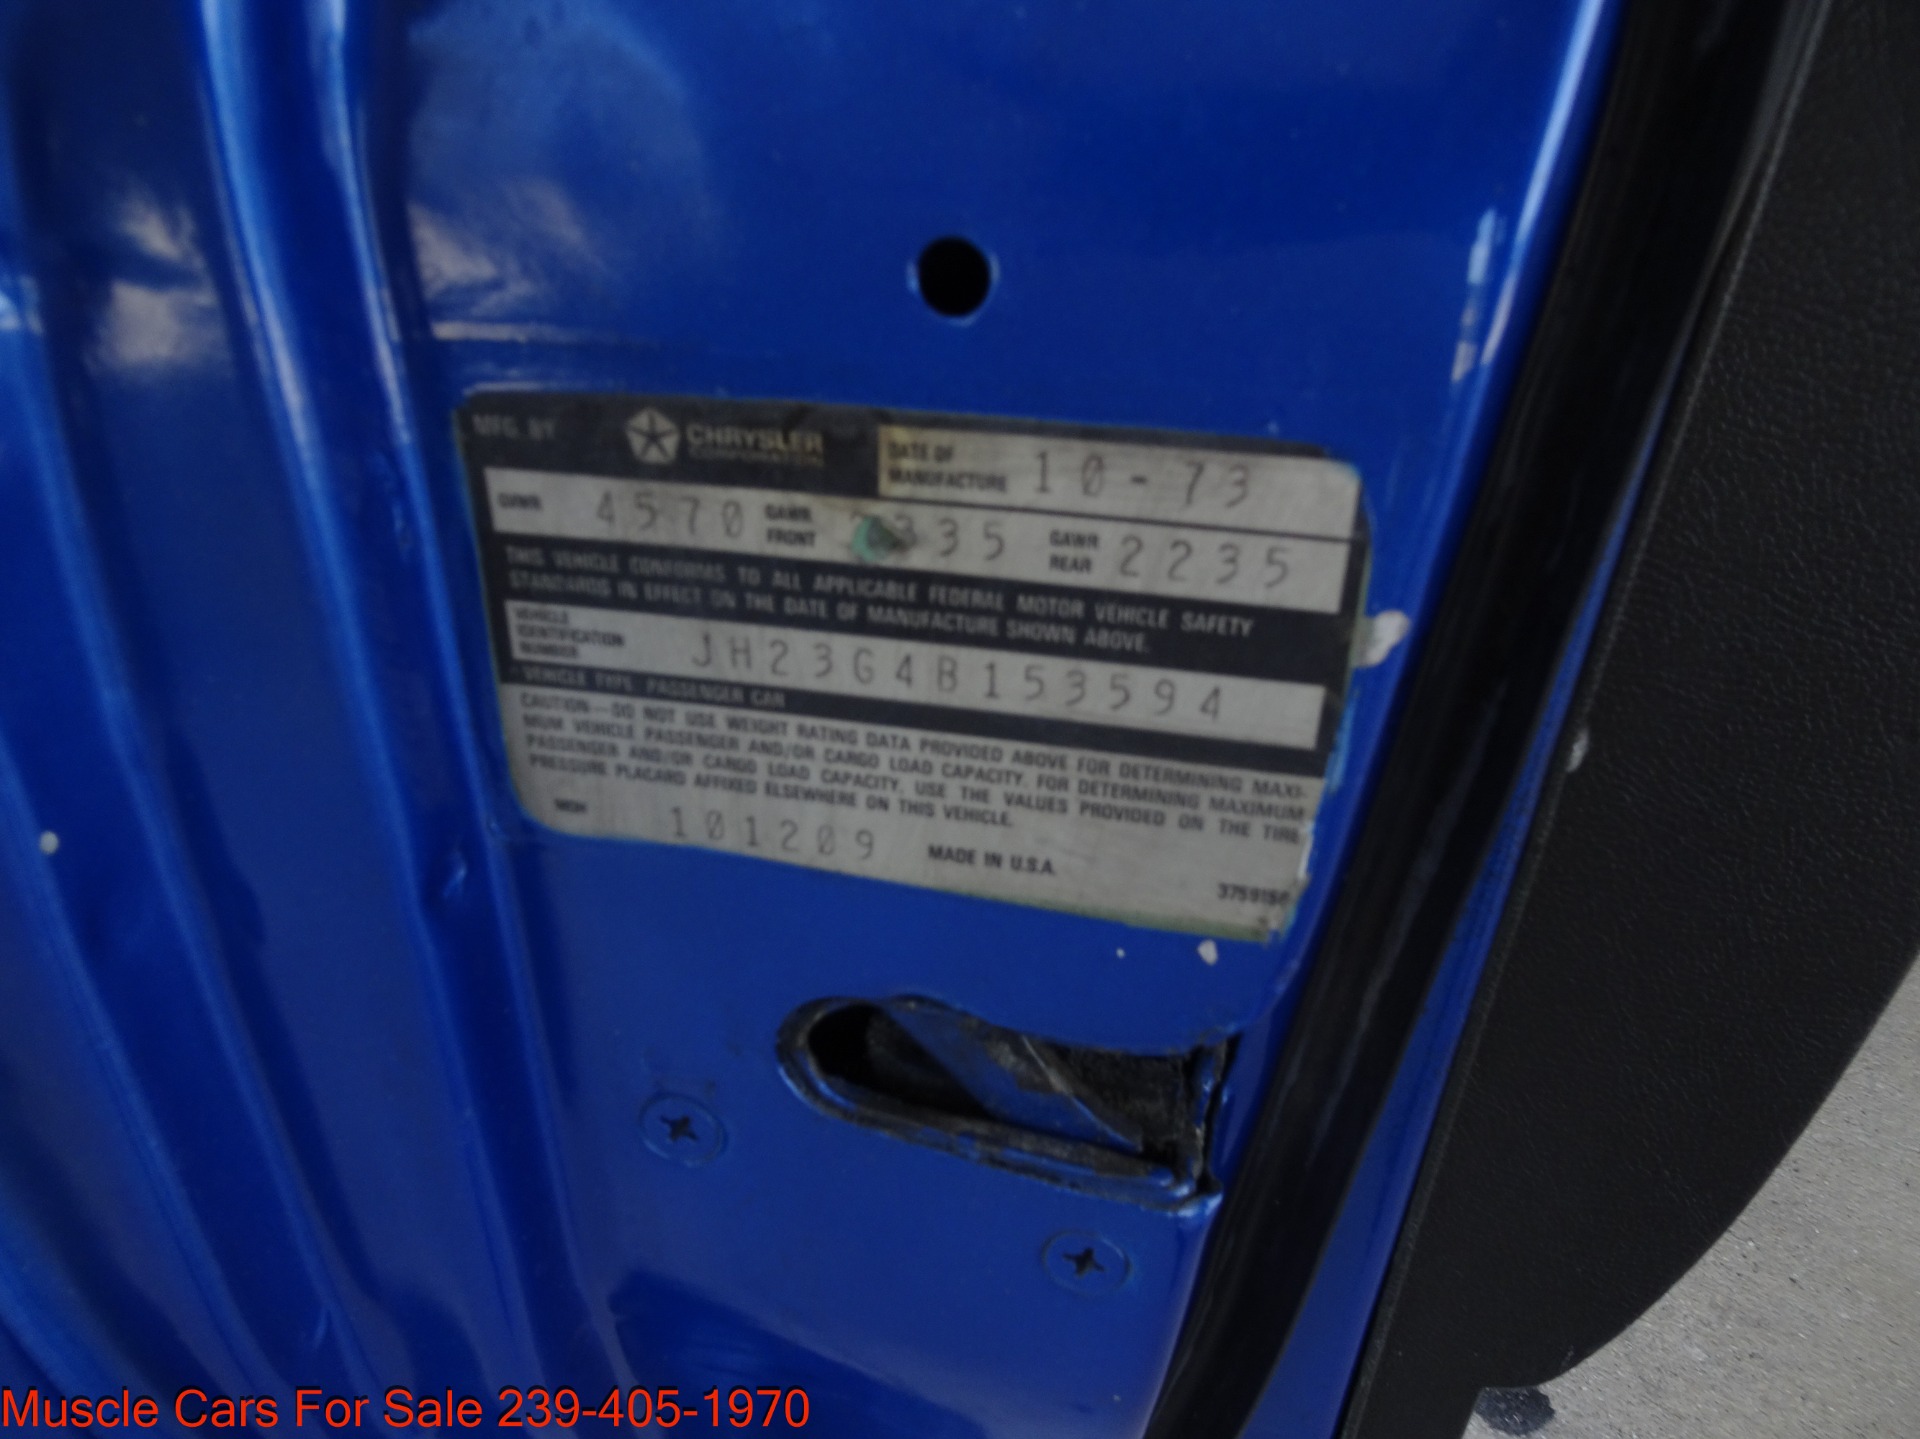 MFG. BY CHRYSLER CORPORATION DATE OF MANUFACTURE 10-73
GVWR 4570 GAWR FRONT 2335 GAWR REAR 2235
THIS VEHICLE CONFORMS TO ALL APPLICABLE FEDERAL MOTOR VEHICLE SAFETY
STANDARDS IN EFFECT ON THE DATE OF MANUFACTURE SHOWN ABOVE.
VEHICLE IDENTIFICATION NUMBER JH23G4B153594
VEHICLE TYPE: PASSENGER CAR
CAUTION—DO NOT USE WEIGHT RATING DATA PROVIDED ABOVE FOR DETERMINING MAXI-
MUM VEHICLE PASSENGER AND/OR CARGO LOAD CAPACITY. FOR DETERMINING MAXIMUM
PASSENGER AND/OR CARGO LOAD CAPACITY, USE THE VALUES PROVIDED ON THE TIRE
PRESSURE PLACARD AFFIXED ELSEWHERE ON THIS VEHICLE.
MDH 101209 MADE IN U.S.A.
Muscle Cars For Sale 239-405-1970